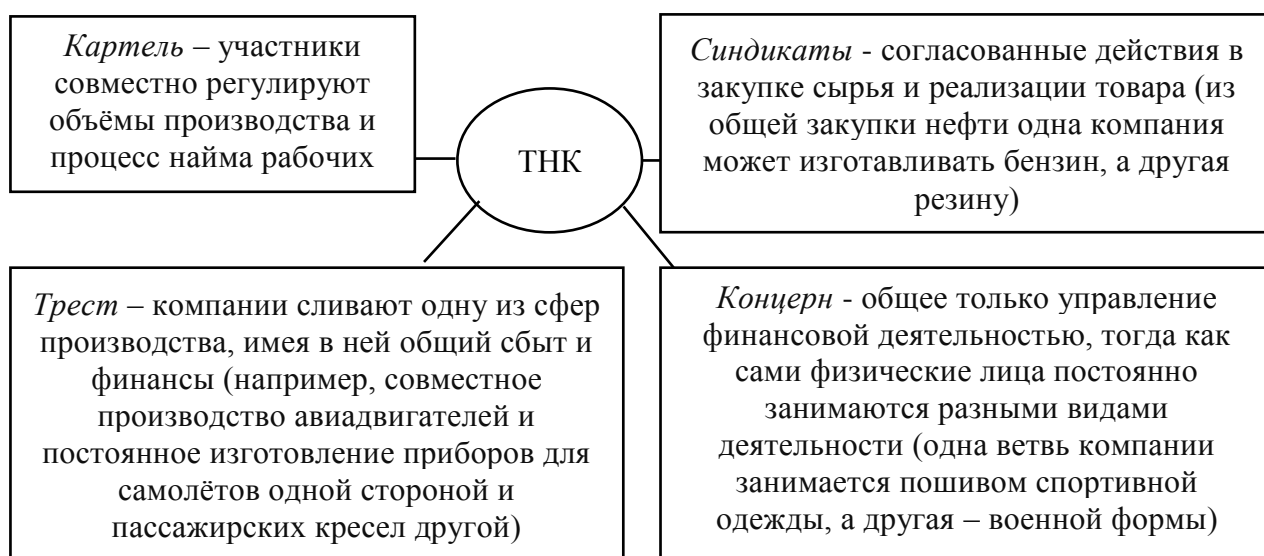 Картель – участники
совместно регулируют
объёмы производства и
процесс найма рабочих
Синдикаты - согласованные действия в
закупке сырья и реализации товара (из
общей закупки нефти одна компания
может изготавливать бензин, а другая
резину)
ТНК
Трест – компании сливают одну из сфер
производства, имея в ней общий сбыт и
финансы (например, совместное
производство авиадвигателей и
постоянное изготовление приборов для
самолётов одной стороной и
пассажирских кресел другой)
Концерн - общее только управление
финансовой деятельностью, тогда как
сами физические лица постоянно
занимаются разными видами
деятельности (одна ветвь компании
занимается пошивом спортивной
одежды, а другая – военной формы)